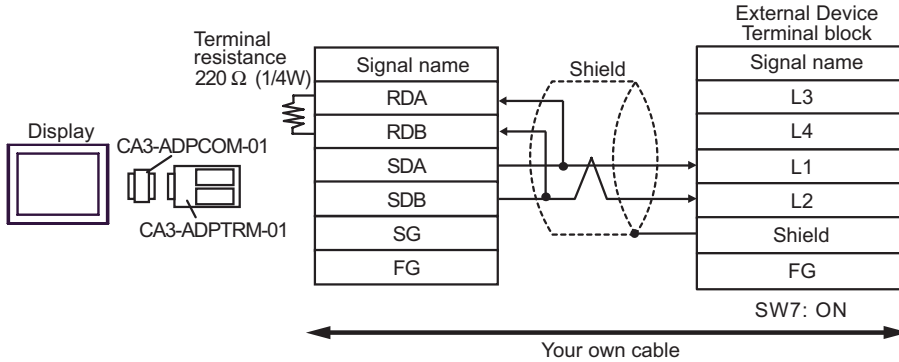 External Device
Terminal block
Terminal
resistance
220 Ω (1/4W)
Signal name
Shield
Signal name
RDA
L3
RDB
L4
Display
CA3-ADPCOM-01
SDA
L1
SDB
L2
CA3-ADPTRM-01
SG
Shield
FG
FG
SW7: ON
Your own cable